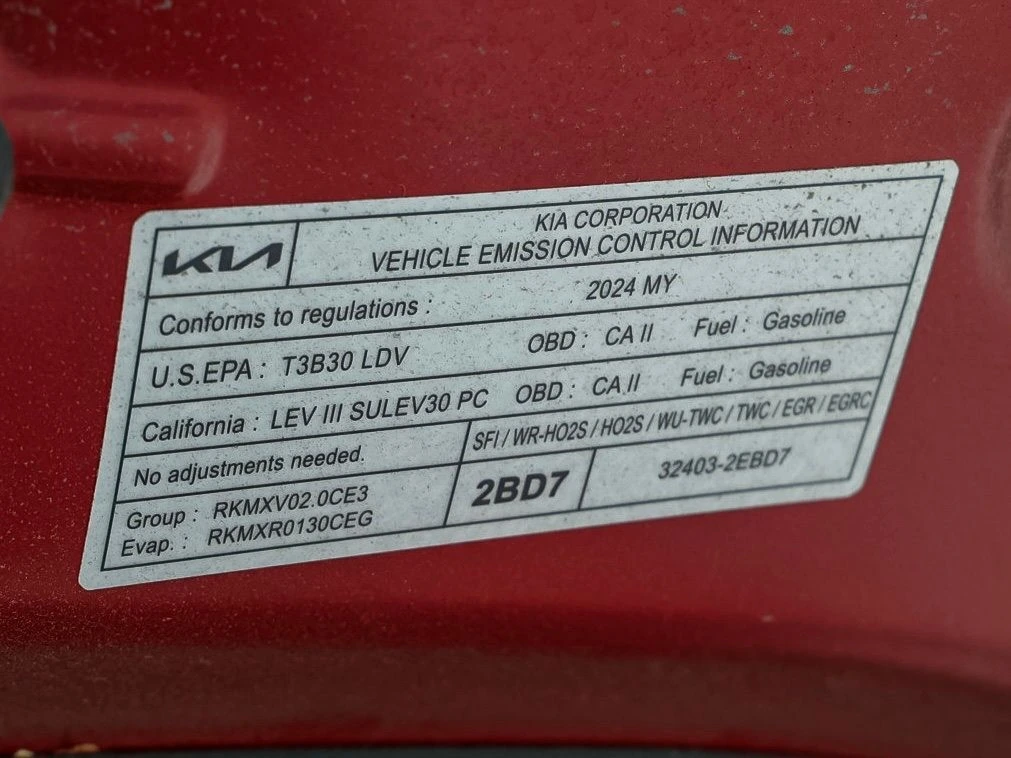 KIA
KIA CORPORATION
VEHICLE EMISSION CONTROL INFORMATION
Conforms to regulations : 2024 MY
U.S.EPA : T3B30 LDV OBD : CA II Fuel : Gasoline
California : LEV III SULEV30 PC OBD : CA II Fuel : Gasoline
No adjustments needed. SFI / WR-HO2S / HO2S / WU-TWC / TWC / EGR / EGRC
Group : RKMXV02.0CE3
Evap. : RKMXR0130CEG
2BD7
32403-2EBD7